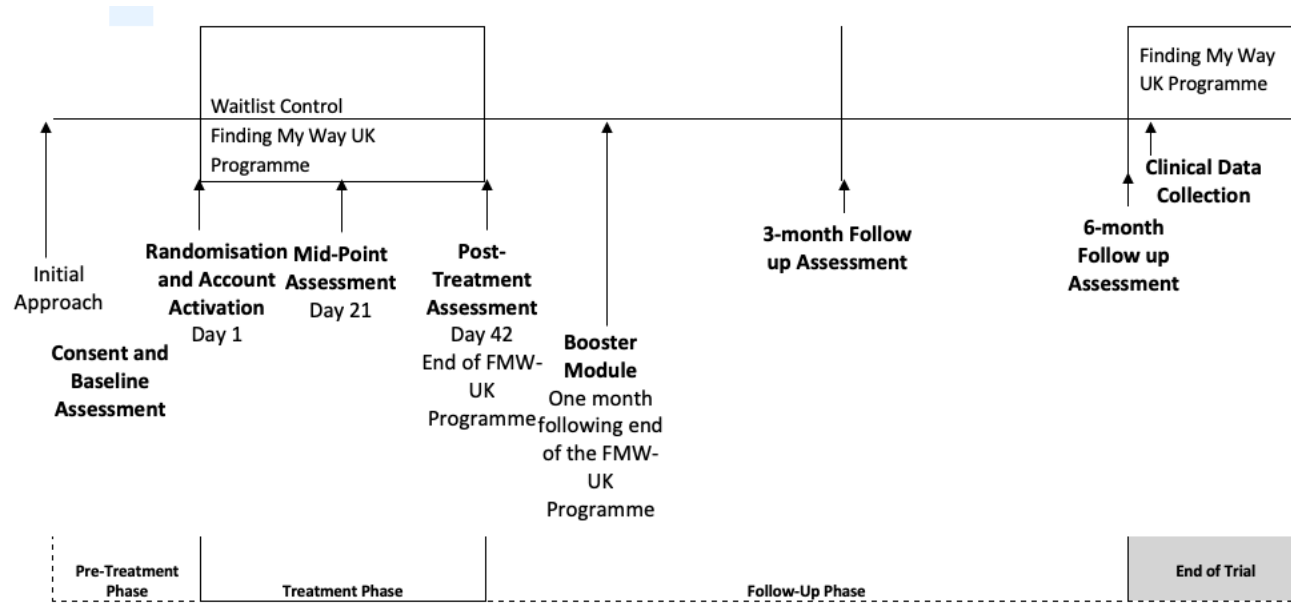 Finding My Way
UK Programme
Waitlist Control
Finding My Way UK
Programme
Initial
Approach
Consent and
Baseline
Assessment
Randomisation
and Account
Activation
Day 1
Mid-Point
Assessment
Day 21
Post-
Treatment
Assessment
Day 42
End of FMW-
UK
Programme
Booster
Module
One month
following end
of the FMW-
UK
Programme
3-month Follow
up Assessment
6-month
Follow up
Assessment
Clinical Data
Collection
Pre-Treatment
Phase
Treatment Phase
Follow-Up Phase
End of Trial